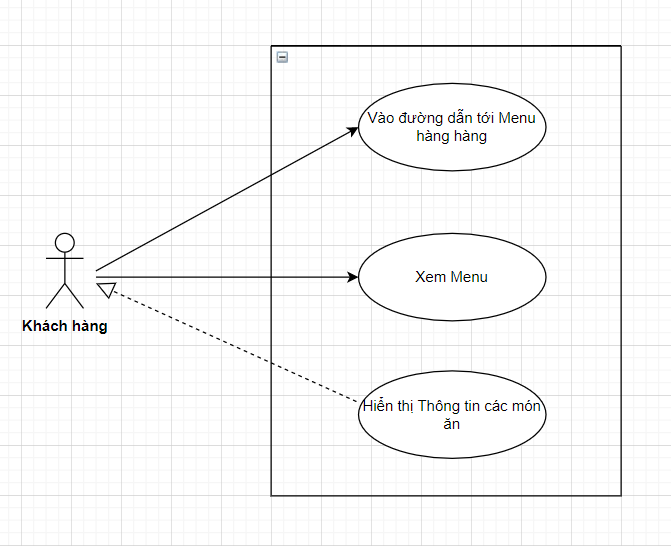 Vào đường dẫn tới Menu
hàng hàng
Xem Menu
Khách hàng
Hiển thị Thông tin các món
ăn